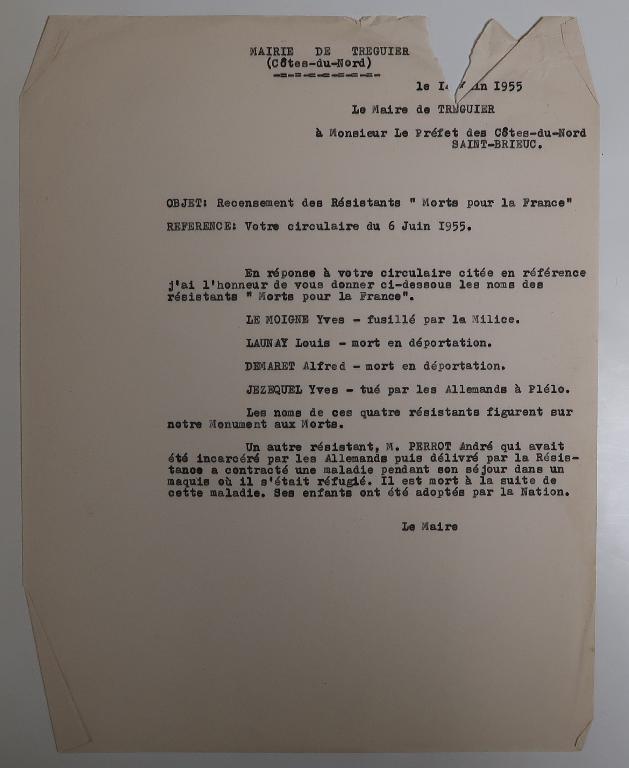 MAIRIE DE TREGUIER
(Côtes-du-Nord)
-=-=-=-=-=-=-=-
le Juin I955
Le Maire de TREGUIER
à Monsieur Le Préfet des Côtes-du-Nord
SAINT-BRIEUC.
OBJET: Recensement des Résistants " Morts pour la France"
REFERENCE: Votre circulaire du 6 Juin I955.
En réponse à votre circulaire citée en référence
j'ai l'honneur de vous donner ci-dessous les noms des
résistants " Morts pour la France".
LE MOIGNE Yves - fusillé par la Milice.
LAUNAY Louis - mort en déportation.
DEMARET Alfred - mort en déportation.
JEZEQUEL Yves - tué par les Allemands à Plélo.
Les noms de ces quatre résistants figurent sur
notre Monument aux Morts.
Un autre résistant, M. PERROT André qui avait
été incarcéré par les Allemands puis délivré par la Résis-
tance a contracté une maladie pendant son séjour dans un
maquis où il s'était réfugié. Il est mort à la suite de
cette maladie. Ses enfants ont été adoptés par la Nation.
Le Maire